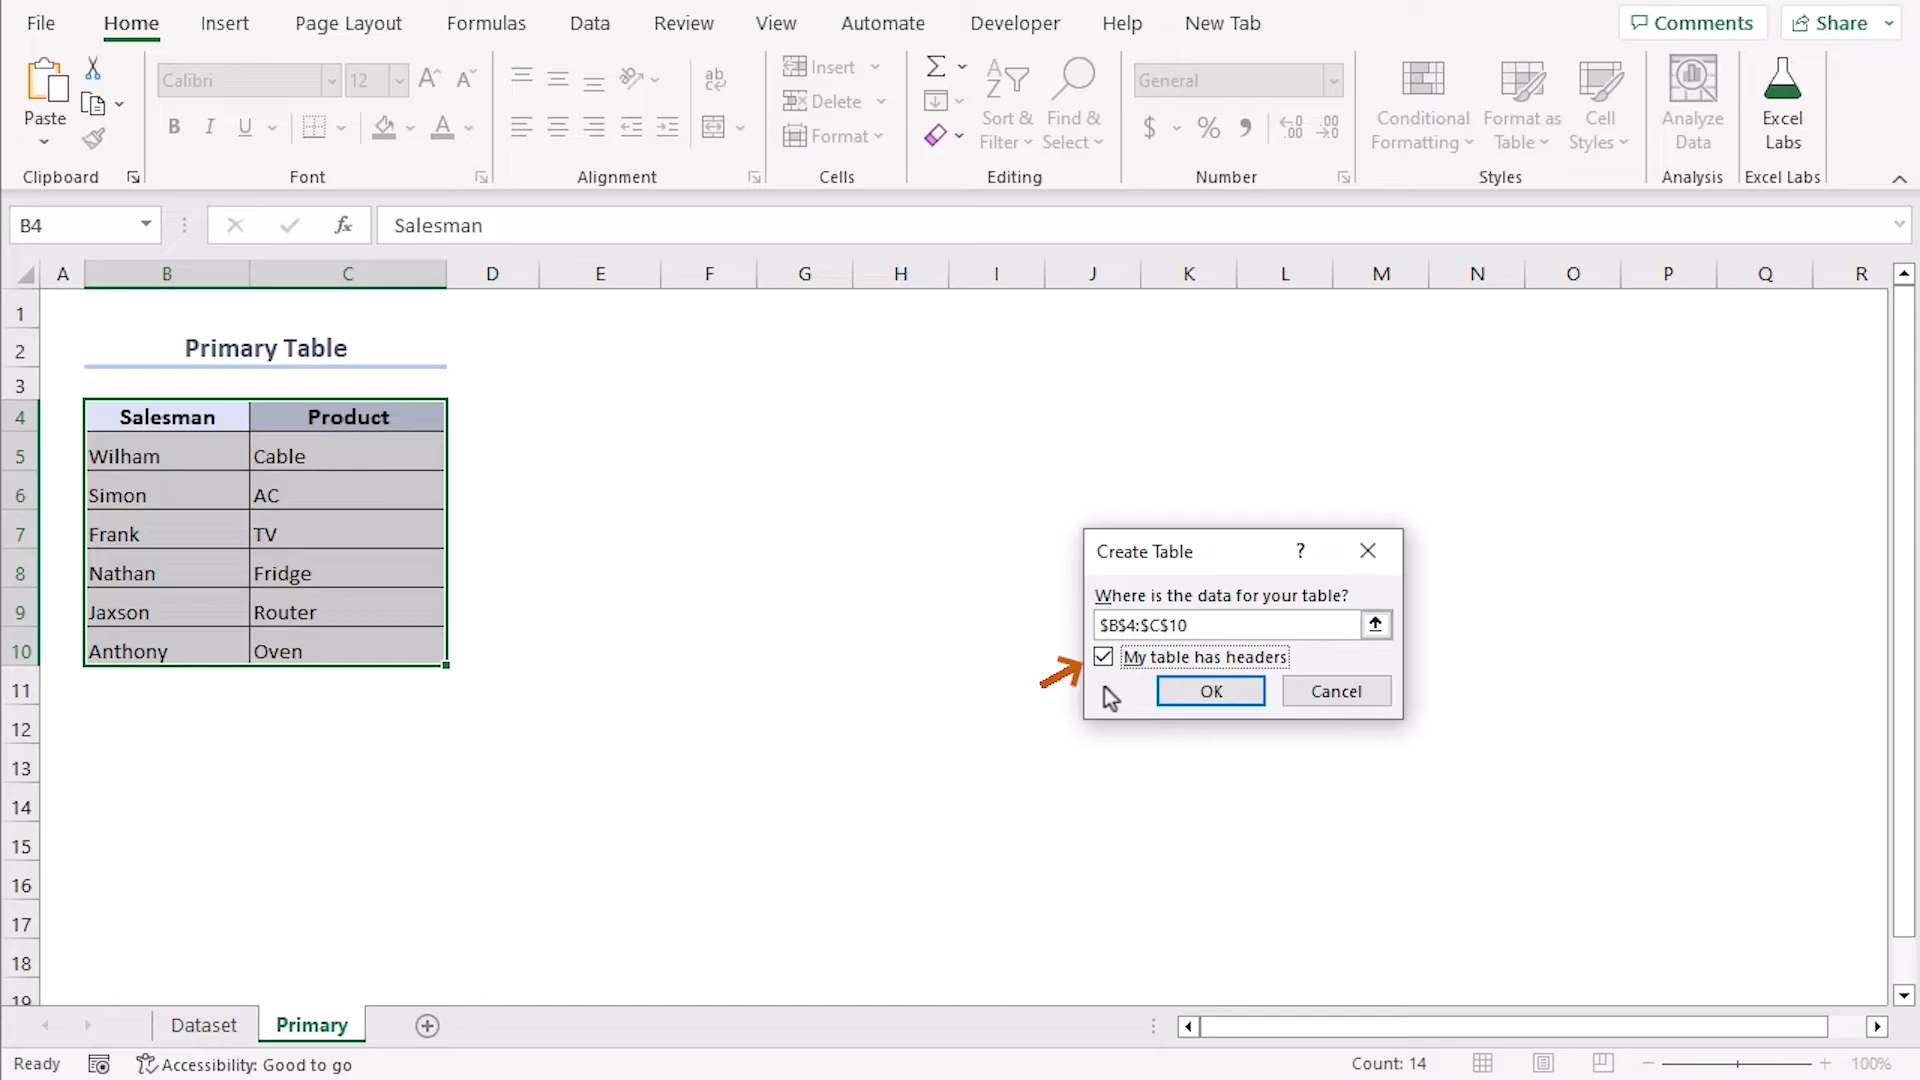 File Home Insert Page Layout Formulas Data Review View Automate Developer Help New Tab Comments Share
Paste
Clipboard
Calibri 12
B I U
Font
ab
Alignment
Insert
Delete
Format
Cells
Sort & Filter
Find & Select
Editing
General
$ % , .00 .00
Number
Conditional Formatting
Format as Table
Cell Styles
Styles
Analyze Data
Analysis
Excel Labs
Excel Labs
B4 fx Salesman
A B C D E F G H I J K L M N O P Q R
1
2 Primary Table
3
4 Salesman Product
5 Wilham Cable
6 Simon AC
7 Frank TV
8 Nathan Fridge
9 Jaxson Router
10 Anthony Oven
11
12
13
14
15
16
17
18
19
Create Table ?
Where is the data for your table?
$B$4:$C$10
My table has headers
OK Cancel
Dataset Primary
Ready Accessibility: Good to go Count: 14 100%